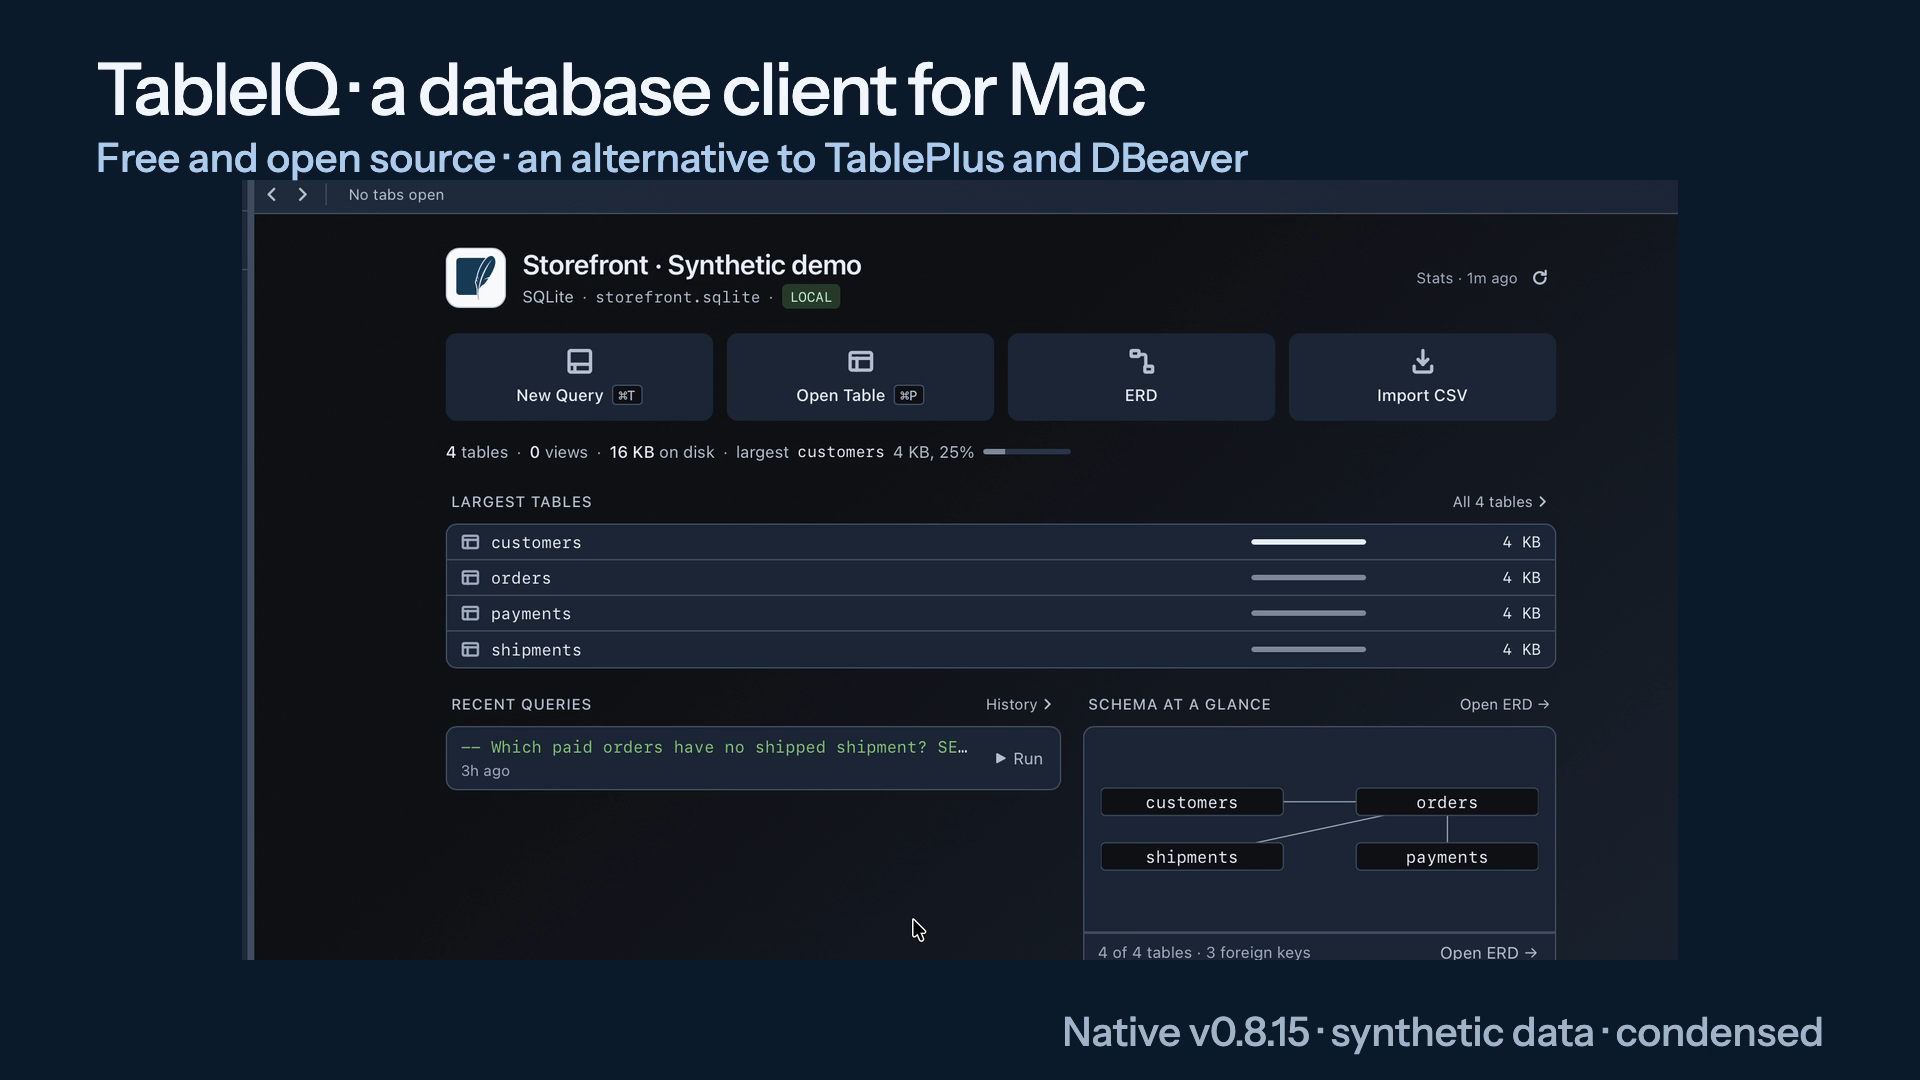 TableIQ · a database client for Mac
Free and open source · an alternative to TablePlus and DBeaver
No tabs open
Storefront · Synthetic demo
SQLite · storefront.sqlite · LOCAL
Stats · 1m ago
New Query ⌘T
Open Table ⌘P
ERD
Import CSV
4 tables · 0 views · 16 KB on disk · largest customers 4 KB, 25%
LARGEST TABLES
All 4 tables >
customers 4 KB
orders 4 KB
payments 4 KB
shipments 4 KB
RECENT QUERIES
History >
-- Which paid orders have no shipped shipment? SE…
3h ago
Run
SCHEMA AT A GLANCE
Open ERD →
customers
orders
shipments
payments
4 of 4 tables · 3 foreign keys
Open ERD →
Native v0.8.15 · synthetic data · condensed